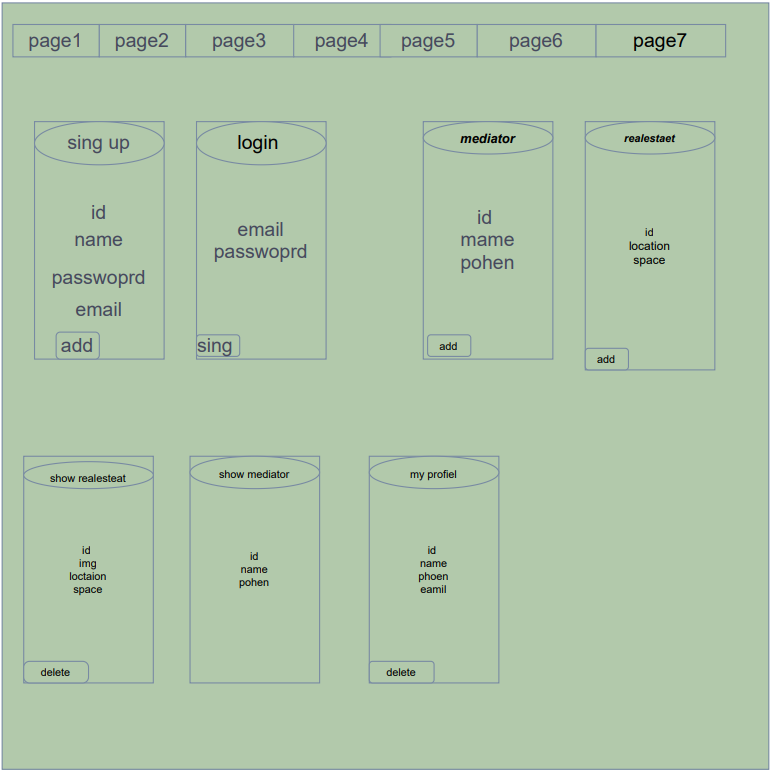 page1 page2 page3 page4 page5 page6 page7
sing up
id
name
passwoprd
email
add
login
email
passwoprd
sing
mediator
id
mame
pohen
add
realestaet
id
location
space
add
show realesteat
id
img
loctaion
space
delete
show mediator
id
name
pohen
my profiel
id
name
phoen
eamil
delete